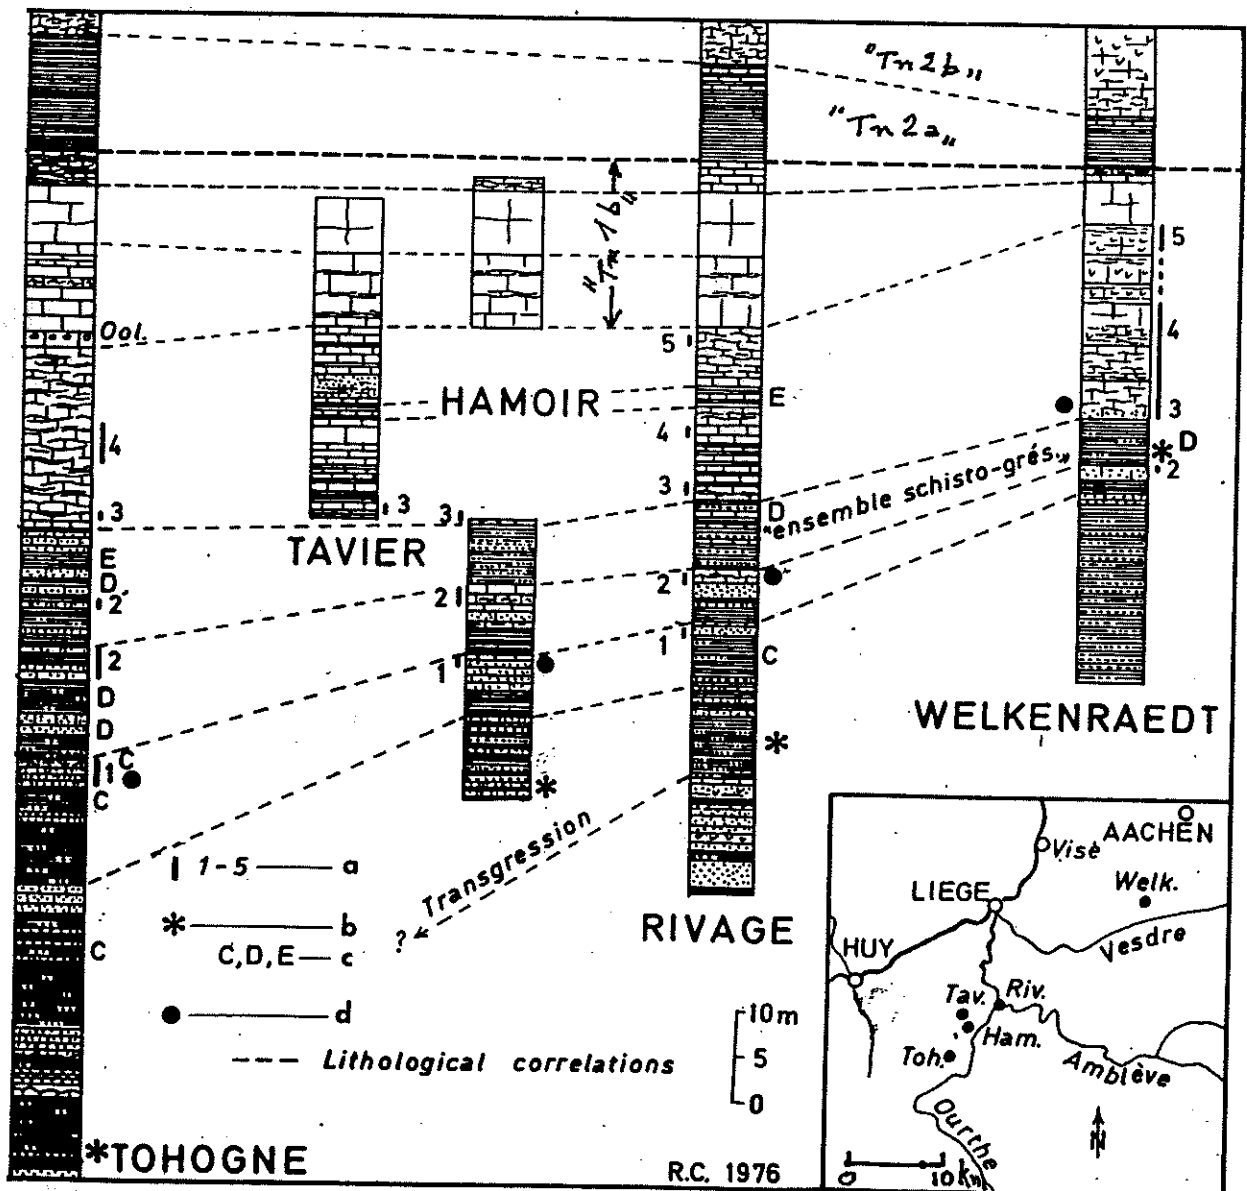 "Tn 2b"
"Tn 2a"
"Tn 1b"
Ool.
4
3
E
D
2
2
D
D
C
1
C
C
*TOHOGNE
3
TAVIER
HAMOIR
3
2
1
*
5
E
4
3
D
2
1
C
*
RIVAGE
"ensemble schisto-grés."
5
4
3
* D
2
WELKENRAEDT
Transgression
?
1-5 — a
* — b
C, D, E — c
● — d
--- Lithological correlations
10m
5
0
R.C. 1976
AACHEN
Visé
Welk.
LIEGE
Vesdre
HUY
Tav.
Riv.
Ham.
Toh.
Amblève
Ourthe
N
0 10 km